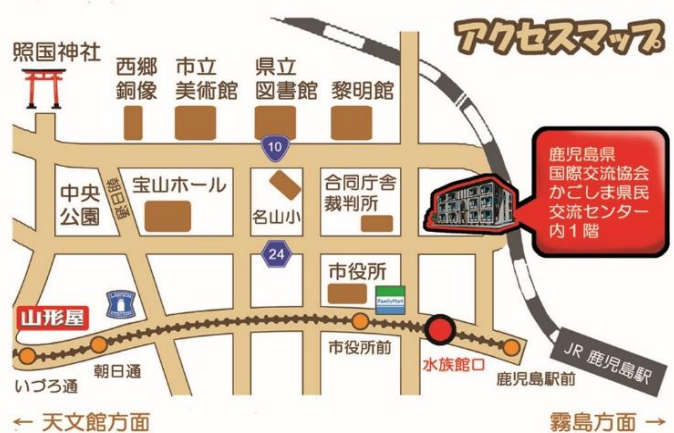 アクセスマップ
照国神社
西郷
銅像
市立
美術館
県立
図書館
黎明館
10
鹿児島県
国際交流協会
かごしま県民
交流センター
内1階
中央
公園
朝日通
宝山ホール
名山小
合同庁舎
裁判所
24
市役所
FamilyMart
LAWSON
STATION
山形屋
いづろ通
朝日通
市役所前
水族館口
鹿児島駅前
JR 鹿児島駅
← 天文館方面
霧島方面 →